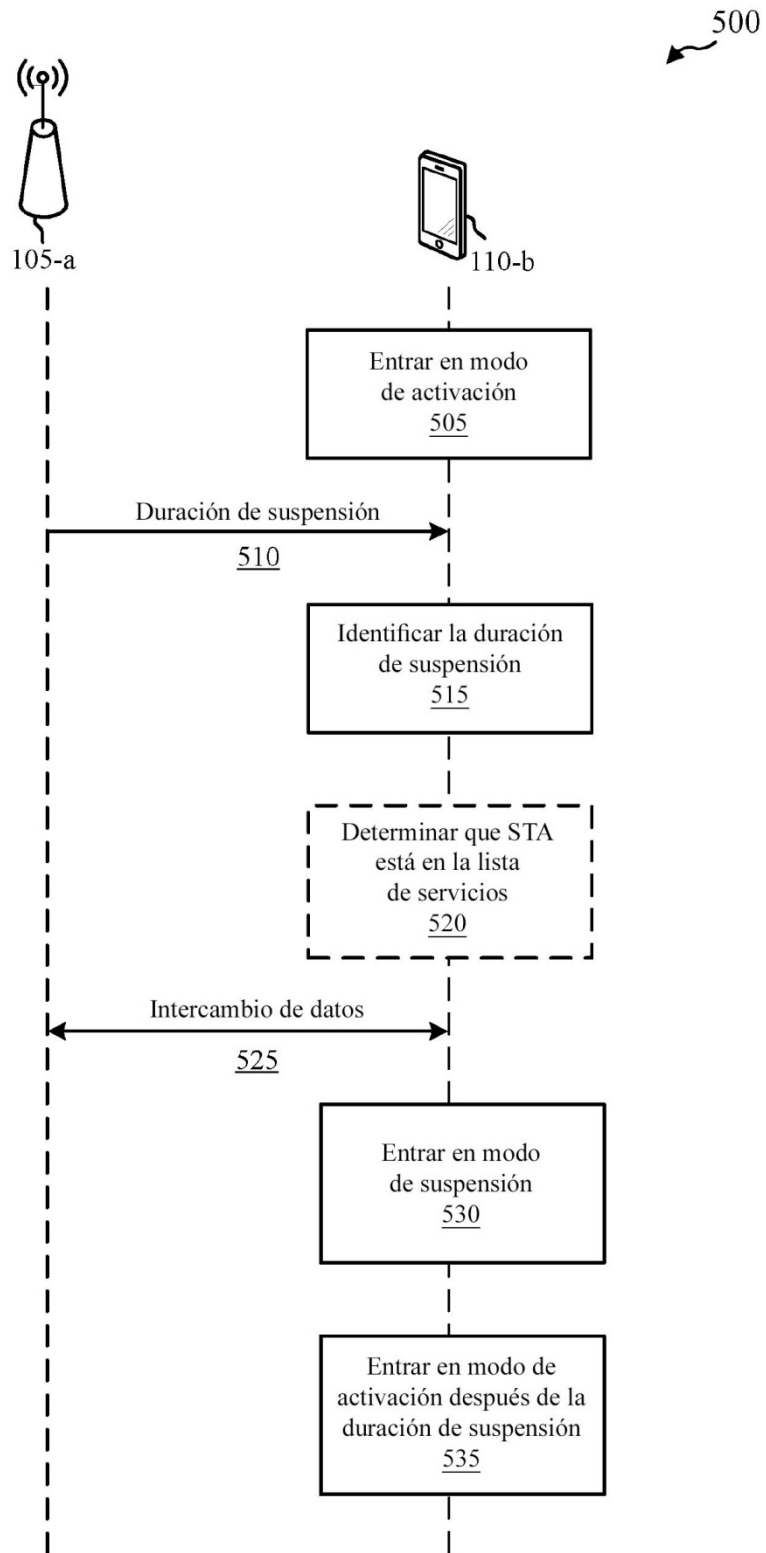 500
105-a
110-b
Entrar en modo
de activación
505
Duración de suspensión
510
Identificar la duración
de suspensión
515
Determinar que STA
está en la lista
de servicios
520
Intercambio de datos
525
Entrar en modo
de suspensión
530
Entrar en modo de
activación después de la
duración de suspensión
535